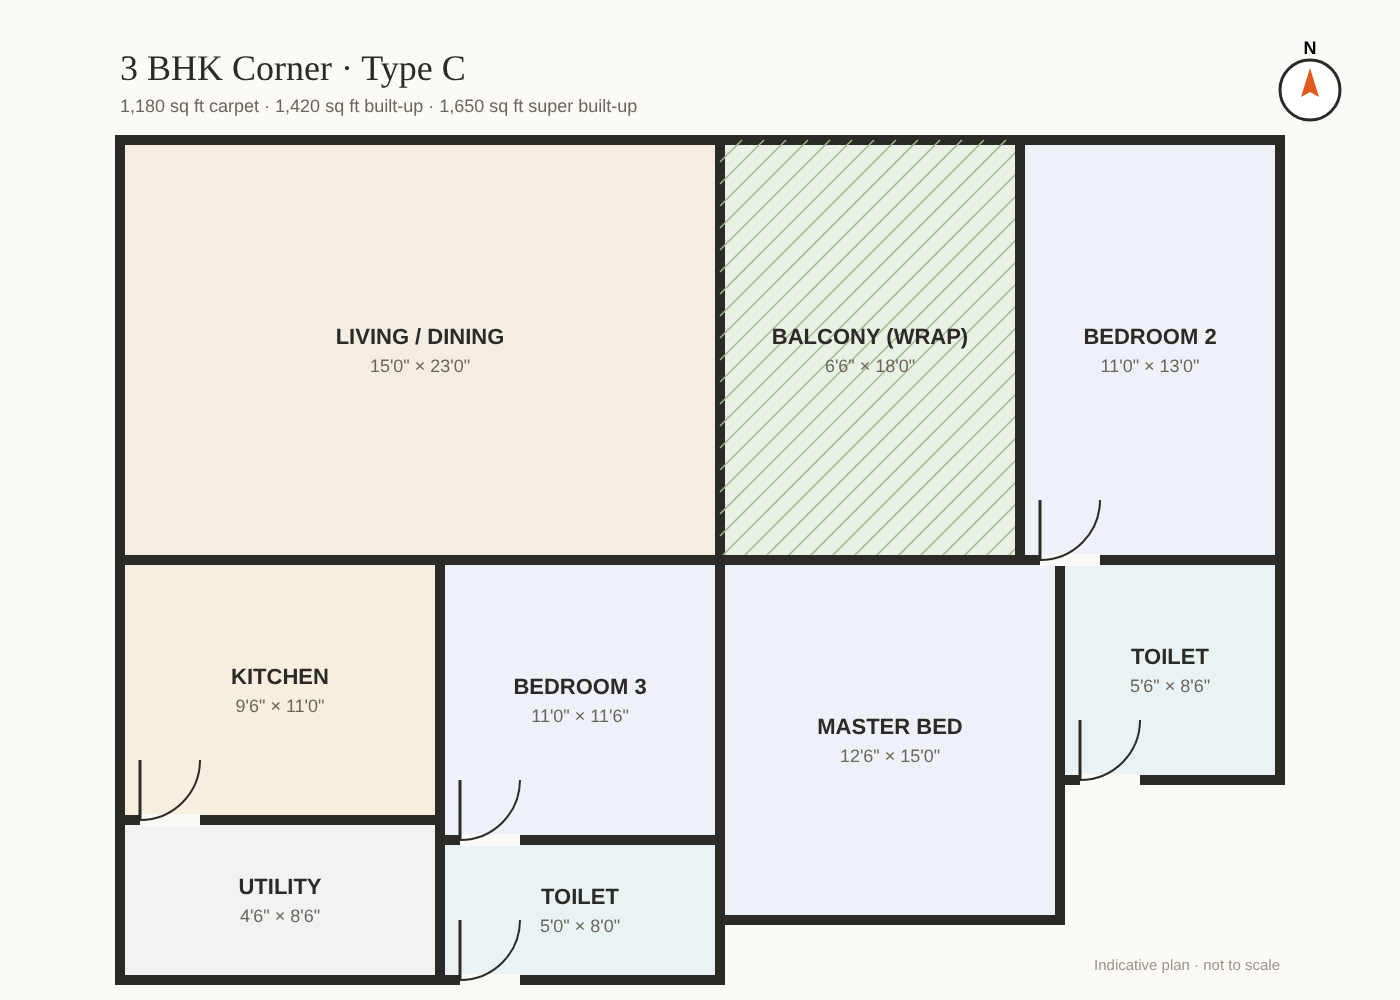 N
3 BHK Corner · Type C
1,180 sq ft carpet · 1,420 sq ft built-up · 1,650 sq ft super built-up
LIVING / DINING
15'0" × 23'0"
BALCONY (WRAP)
6'6" × 18'0"
BEDROOM 2
11'0" × 13'0"
KITCHEN
9'6" × 11'0"
BEDROOM 3
11'0" × 11'6"
MASTER BED
12'6" × 15'0"
TOILET
5'6" × 8'6"
UTILITY
4'6" × 8'6"
TOILET
5'0" × 8'0"
Indicative plan · not to scale